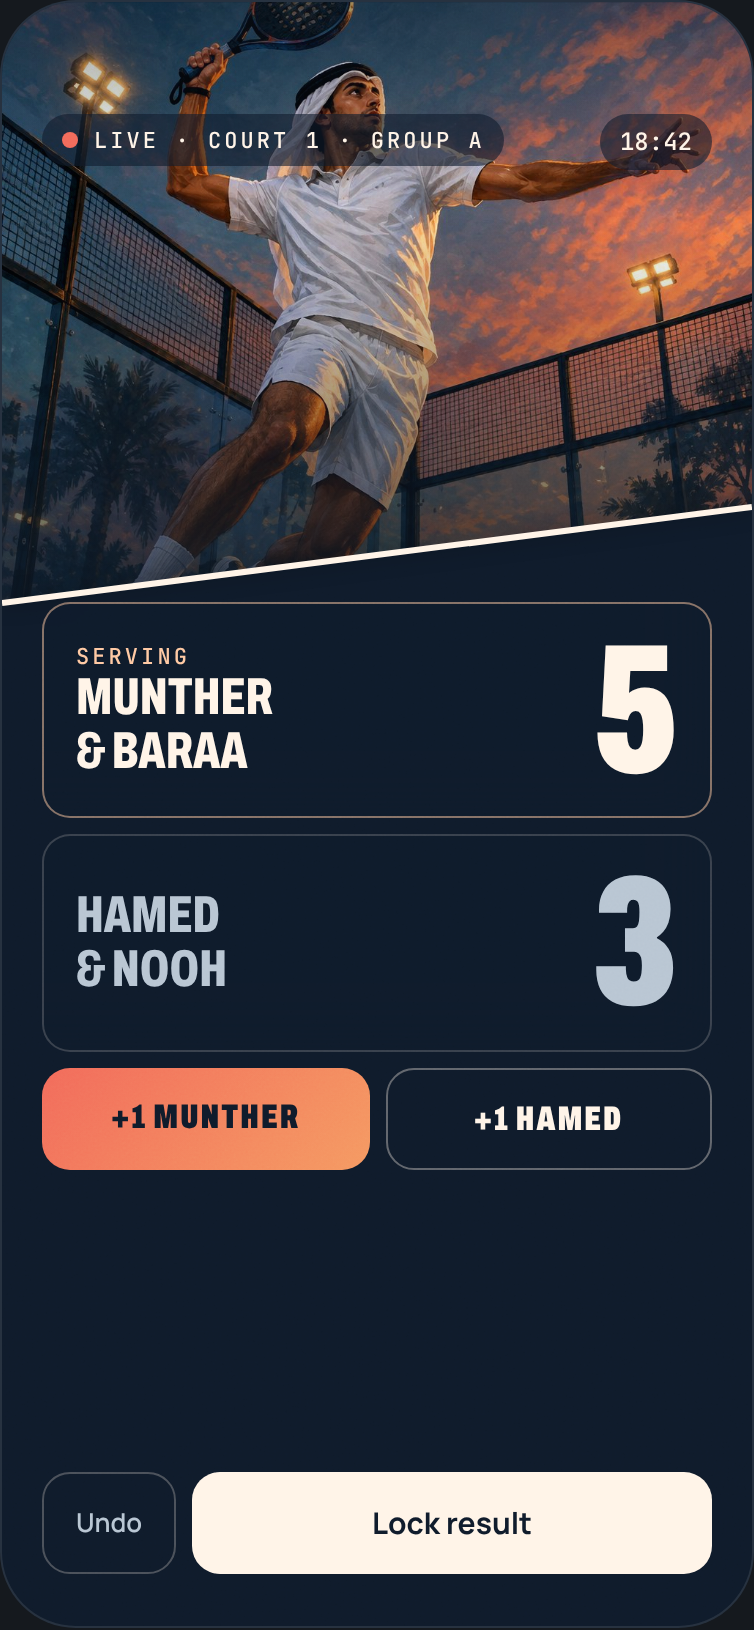 LIVE · COURT 1 · GROUP A
18:42
SERVING
MUNTHER
& BARAA
5
HAMED
& NOOH
3
+1 MUNTHER
+1 HAMED
Undo
Lock result